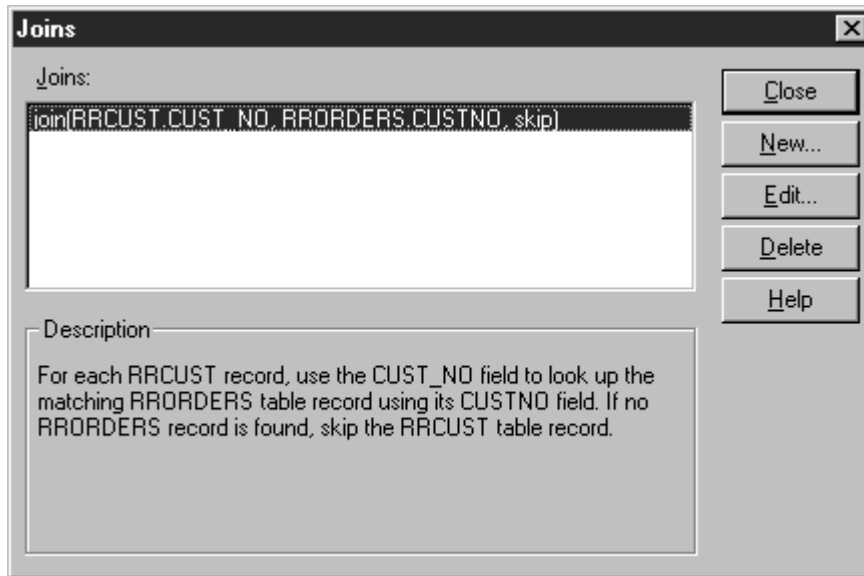 Joins
Joins:
join(RRCUST.CUST_NO, RRORDERS.CUSTNO, skip)
Close
New...
Edit...
Delete
Help
Description
For each RRCUST record, use the CUST_NO field to look up the
matching RRORDERS table record using its CUSTNO field. If no
RRORDERS record is found, skip the RRCUST table record.